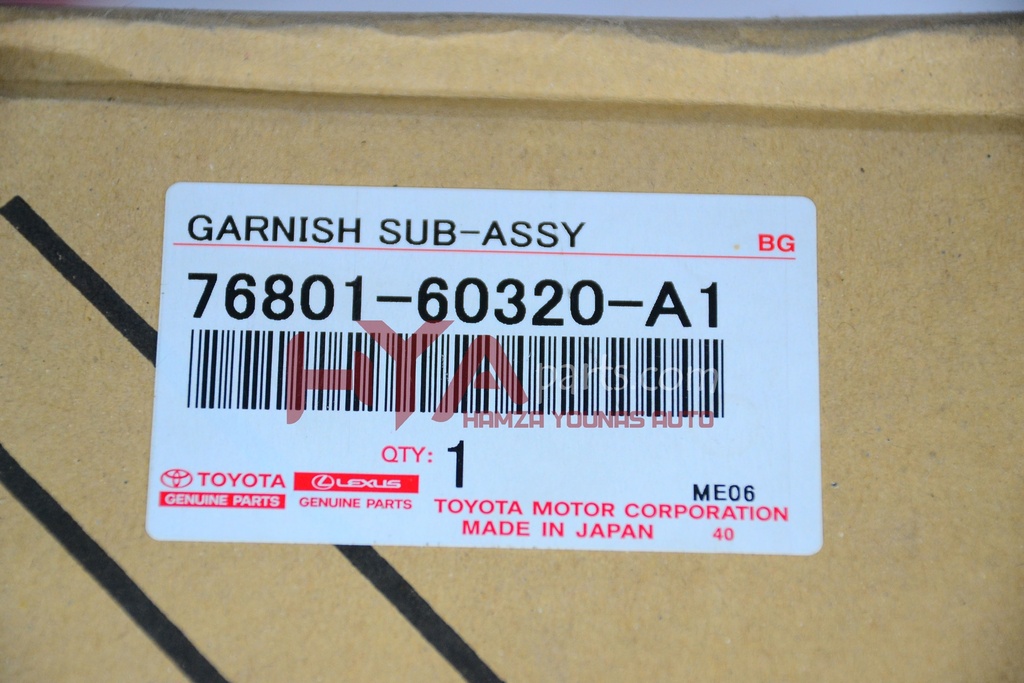 GARNISH SUB-ASSY
BG
76801-60320-A1
HYA parts.com
HAMZA YOUNAS AUTO
QTY: 1
TOYOTA
GENUINE PARTS
LEXUS
GENUINE PARTS
ME06
TOYOTA MOTOR CORPORATION
MADE IN JAPAN 40